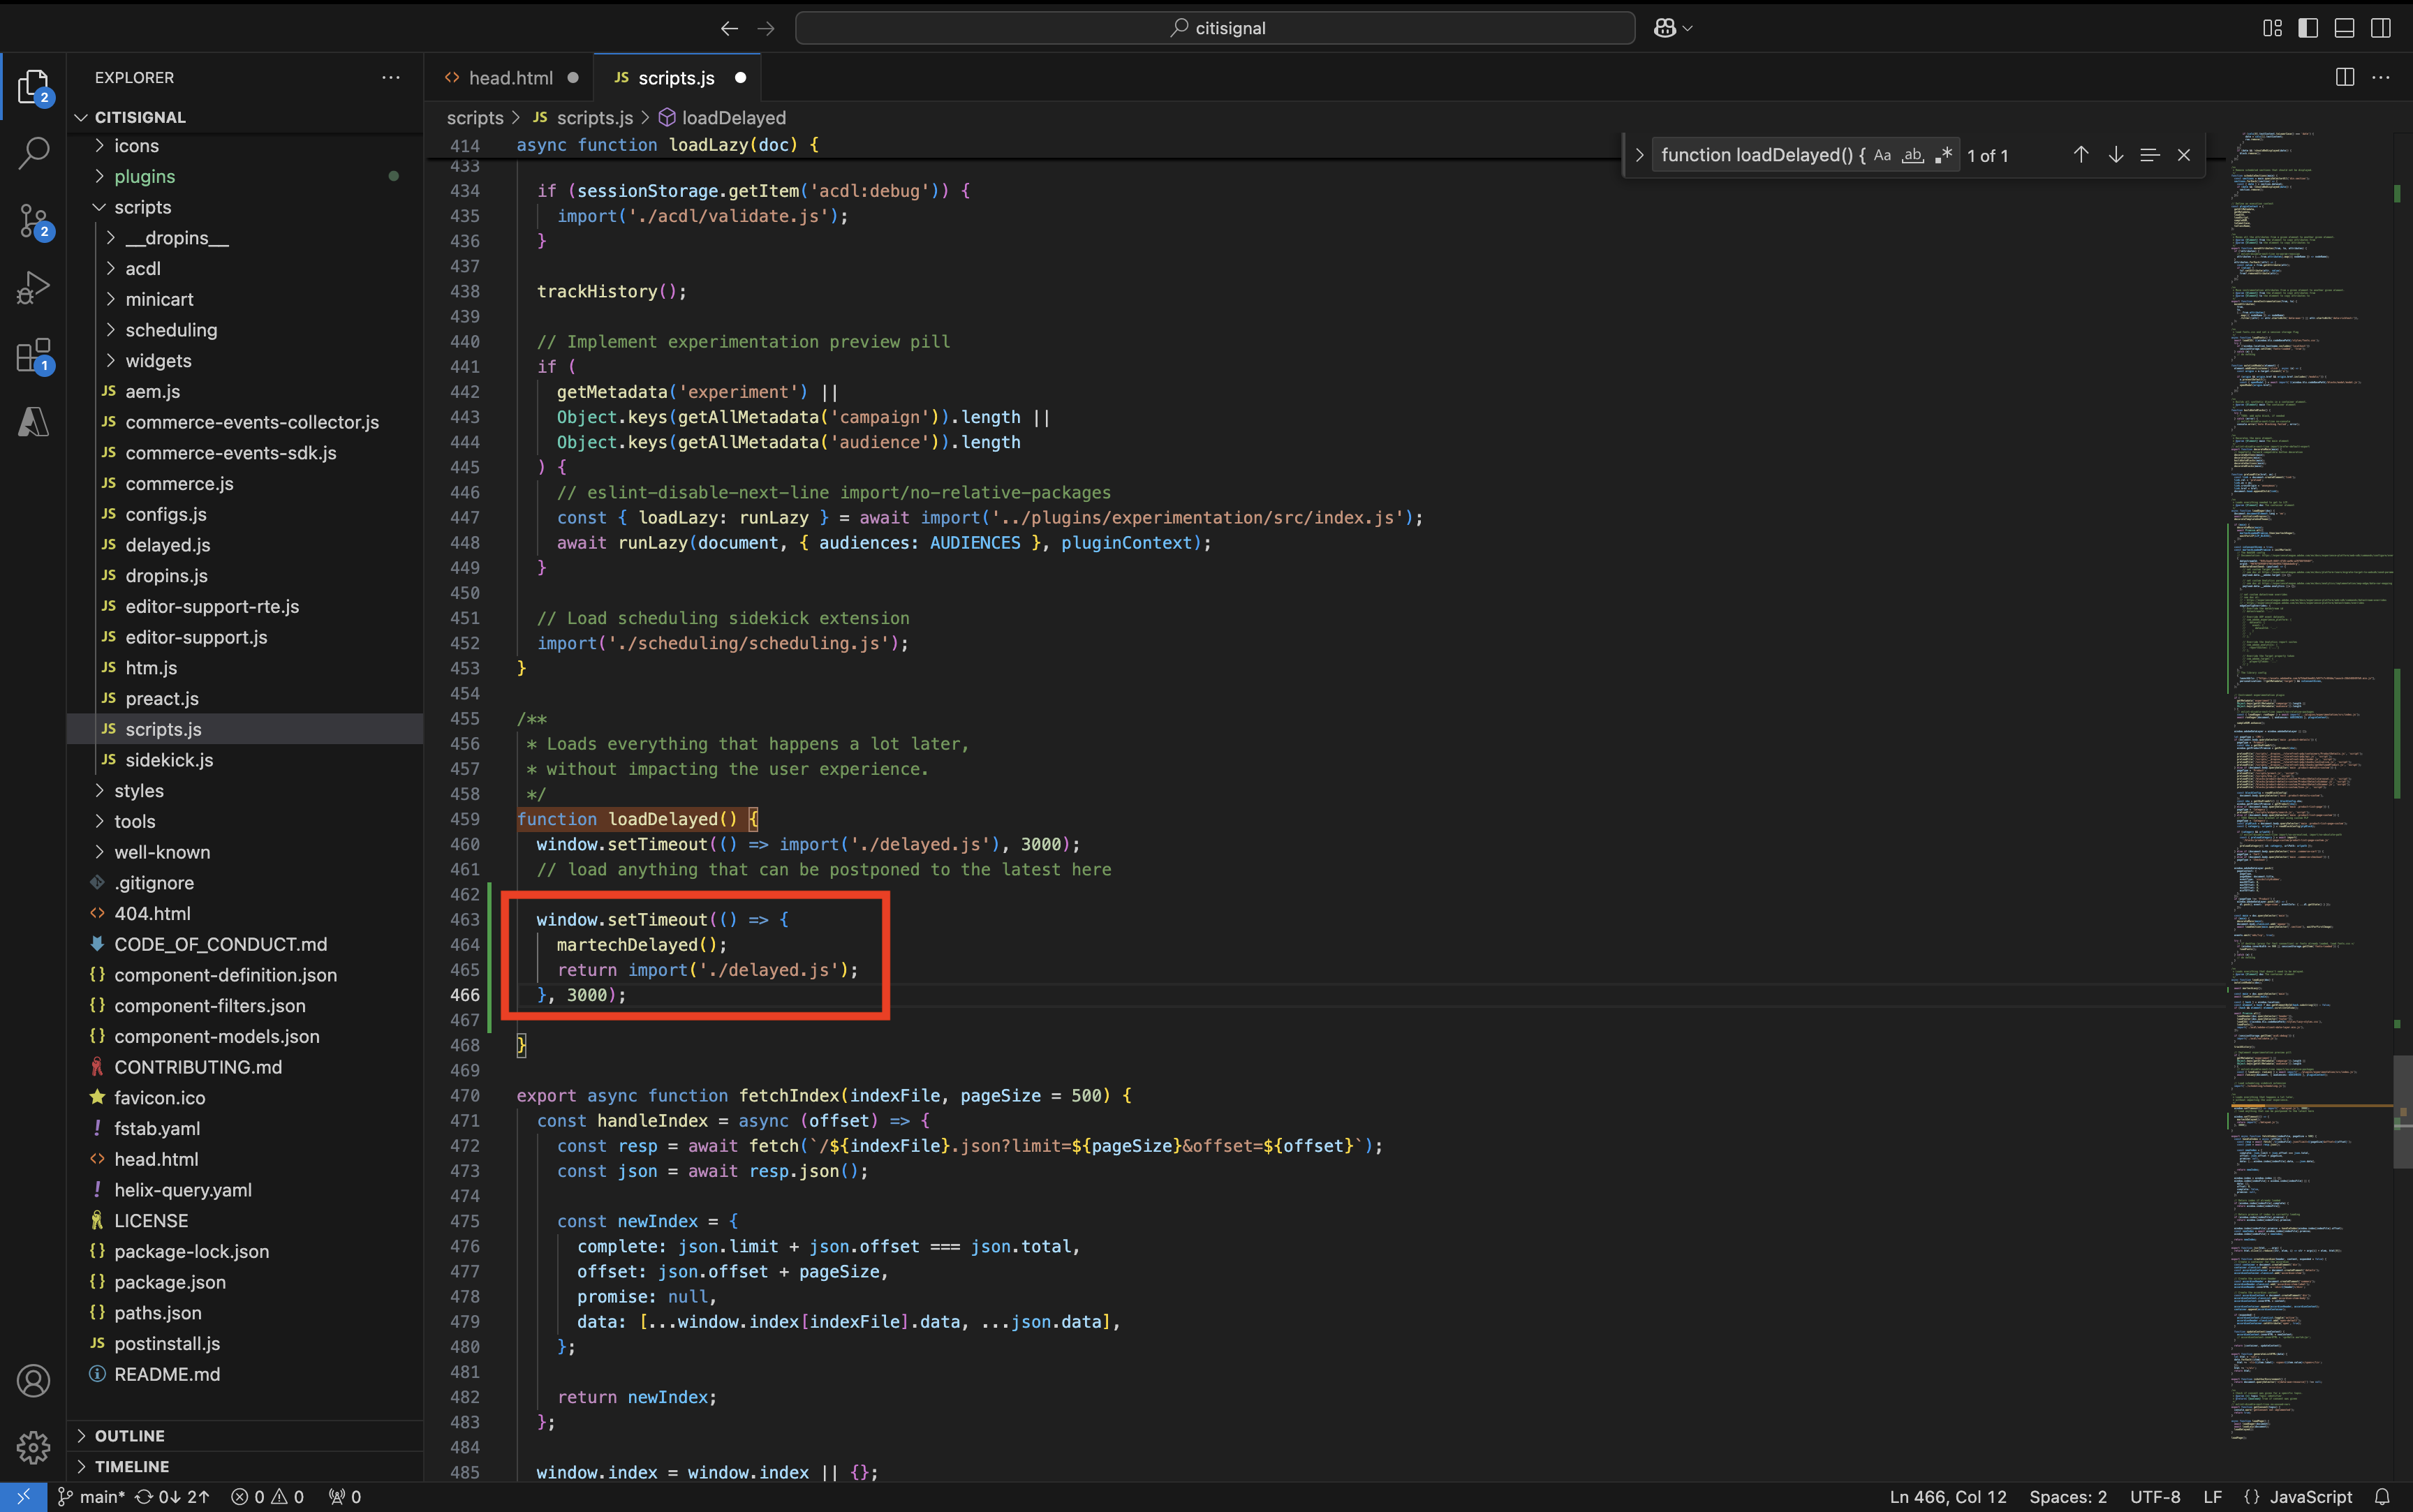 citisignal
EXPLORER
head.html
JS scripts.js
CITISIGNAL
scripts > JS scripts.js > loadDelayed
function loadDelayed() { Aa ab .* 1 of 1
icons
plugins
scripts
__dropins__
acdl
minicart
scheduling
widgets
JS aem.js
JS commerce-events-collector.js
JS commerce-events-sdk.js
JS commerce.js
JS configs.js
JS delayed.js
JS dropins.js
JS editor-support-rte.js
JS editor-support.js
JS htm.js
JS preact.js
JS scripts.js
JS sidekick.js
styles
tools
well-known
.gitignore
404.html
CODE_OF_CONDUCT.md
{} component-definition.json
{} component-filters.json
{} component-models.json
CONTRIBUTING.md
favicon.ico
! fstab.yaml
head.html
! helix-query.yaml
LICENSE
{} package-lock.json
{} package.json
{} paths.json
JS postinstall.js
README.md
OUTLINE
TIMELINE
2
2
1
414 async function loadLazy(doc) {
433
434 if (sessionStorage.getItem('acdl:debug')) {
435 import('./acdl/validate.js');
436 }
437
438 trackHistory();
439
440 // Implement experimentation preview pill
441 if (
442 getMetadata('experiment') ||
443 Object.keys(getAllMetadata('campaign')).length ||
444 Object.keys(getAllMetadata('audience')).length
445 ) {
446 // eslint-disable-next-line import/no-relative-packages
447 const { loadLazy: runLazy } = await import('../plugins/experimentation/src/index.js');
448 await runLazy(document, { audiences: AUDIENCES }, pluginContext);
449 }
450
451 // Load scheduling sidekick extension
452 import('./scheduling/scheduling.js');
453 }
454
455 /**
456 * Loads everything that happens a lot later,
457 * without impacting the user experience.
458 */
459 function loadDelayed() {
460 window.setTimeout(() => import('./delayed.js'), 3000);
461 // load anything that can be postponed to the latest here
462
463 window.setTimeout(() => {
464 martechDelayed();
465 return import('./delayed.js');
466 }, 3000);
467
468 }
469
470 export async function fetchIndex(indexFile, pageSize = 500) {
471 const handleIndex = async (offset) => {
472 const resp = await fetch(`/${indexFile}.json?limit=${pageSize}&offset=${offset}`);
473 const json = await resp.json();
474
475 const newIndex = {
476 complete: json.limit + json.offset === json.total,
477 offset: json.offset + pageSize,
478 promise: null,
479 data: [...window.index[indexFile].data, ...json.data],
480 };
481
482 return newIndex;
483 };
484
485 window.index = window.index || {};
main* 0↓ 2↑ 0 0 0
Ln 466, Col 12 Spaces: 2 UTF-8 LF {} JavaScript